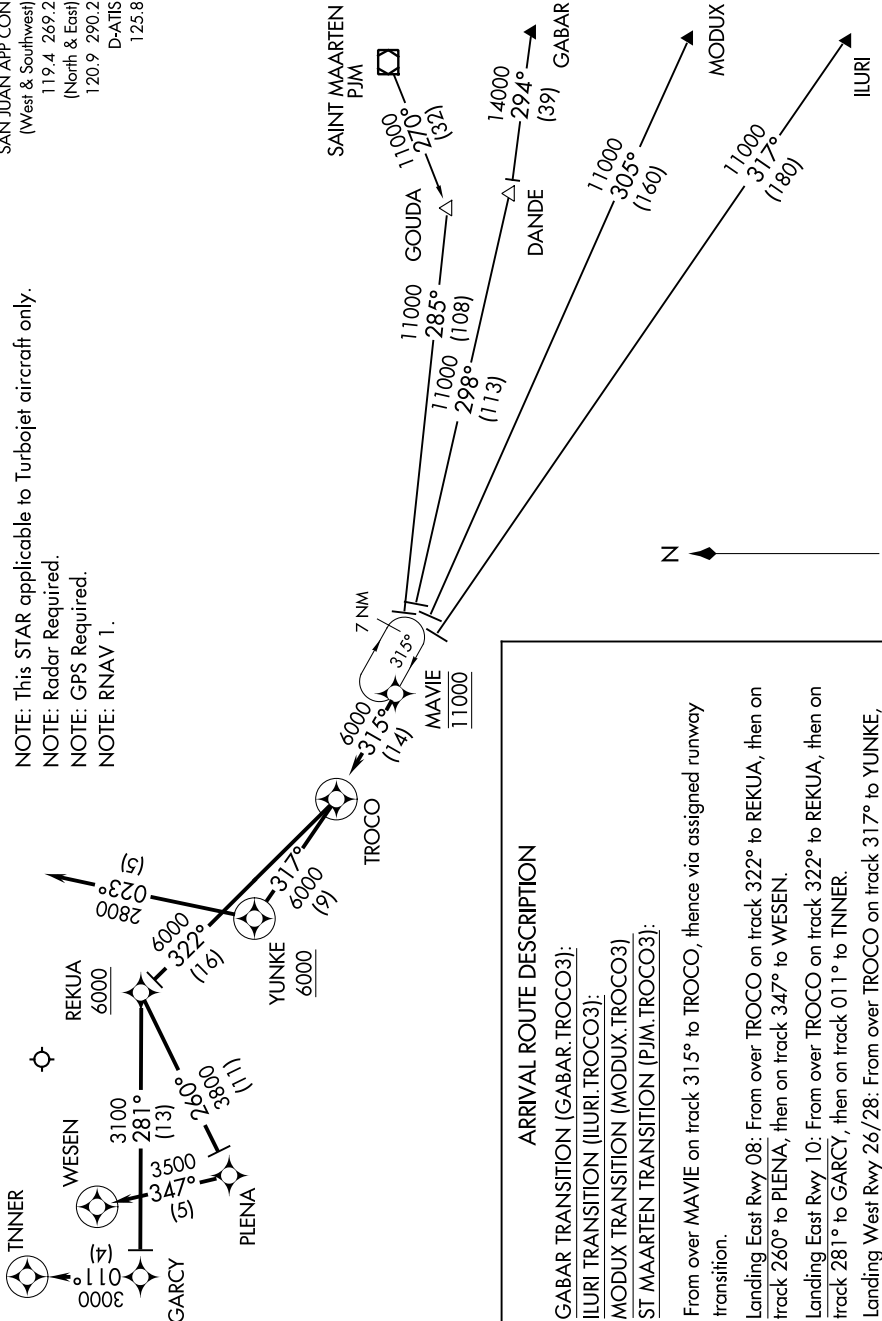 SAN JUAN APP CON
(West & Southwest)
119.4 269.2
(North & East)
120.9 290.2
D-ATIS
125.8
NOTE: This STAR applicable to Turbojet aircraft only.
NOTE: Radar Required.
NOTE: GPS Required.
NOTE: RNAV 1.
SAINT MAARTEN
PJM
11000
270°
(32)
GOUDA
11000
285°
(108)
GABAR
14000
294°
(39)
DANDE
11000
298°
(113)
MODUX
11000
305°
(160)
ILURI
11000
317°
(180)
N
7 NM
315°
MAVIE
11000
6000
315°
(14)
TROCO
317°
6000
(9)
6000
322°
(16)
YUNKE
6000
2800
023°
(5)
REKUA
6000
3100
281°
(13)
260°
3800
(11)
WESEN
3500
347°
(5)
PLENA
TNNER
3000
011°
(4)
GARCY
ARRIVAL ROUTE DESCRIPTION
GABAR TRANSITION (GABAR.TROCO3):
ILURI TRANSITION (ILURI.TROCO3):
MODUX TRANSITION (MODUX.TROCO3)
ST MAARTEN TRANSITION (PJM.TROCO3):
From over MAVIE on track 315° to TROCO, thence via assigned runway
transition.
Landing East Rwy 08: From over TROCO on track 322° to REKUA, then on
track 260° to PLENA, then on track 347° to WESEN.
Landing East Rwy 10: From over TROCO on track 322° to REKUA, then on
track 281° to GARCY, then on track 011° to TNNER.
Landing West Rwy 26/28: From over TROCO on track 317° to YUNKE,